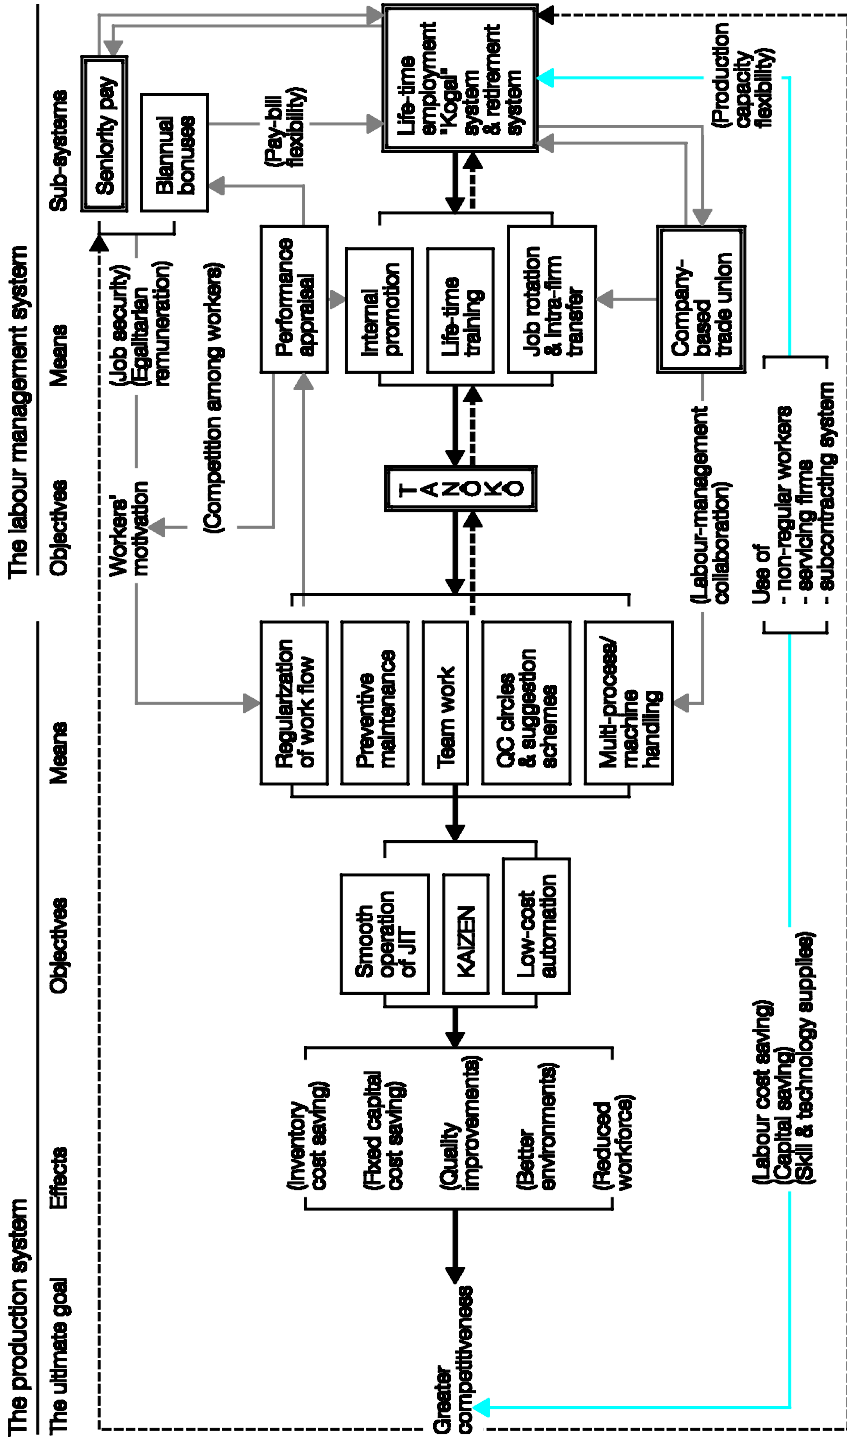 The production system
The labour management system
The ultimate goal
Effects
Objectives
Means
Objectives
Means
Sub-systems
Greater
competitiveness
(Inventory
cost saving)
(Fixed capital
cost saving)
(Quality
improvements)
(Better
environments)
(Reduced
workforce)
Smooth
operation
of JIT
KAIZEN
Low-cost
automation
Regularization
of work flow
Preventive
maintenance
Team work
QC circles
& suggestion
schemes
Multi-process/
machine
handling
Workers'
motivation
(Job security)
(Egalitarian
remuneration)
(Competition among workers)
TANŌKŌ
Performance
appraisal
Internal
promotion
Life-time
training
Job rotation
& intra-firm
transfer
Company-
based
trade union
(Labour-management
collaboration)
Seniority pay
Biannual
bonuses
(Pay-bill
flexibility)
Life-time
employment
"Kogai"
system
& retirement
system
(Production
capacity
flexibility)
Use of
- non-regular workers
- servicing firms
- subcontracting system
(Labour cost saving)
(Capital saving)
(Skill & technology supplies)